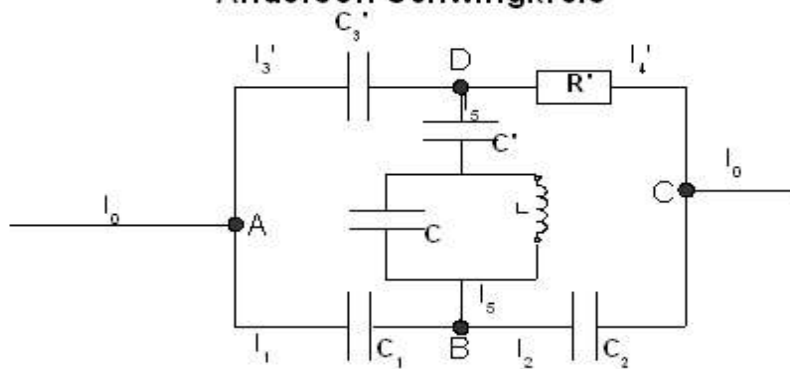 Anderson Schwingkreis
C₃'
I₃' D I₄'
I₅ R'
C'
I₀ A C L C I₀
I₅
I₁ C₁ B I₂ C₂